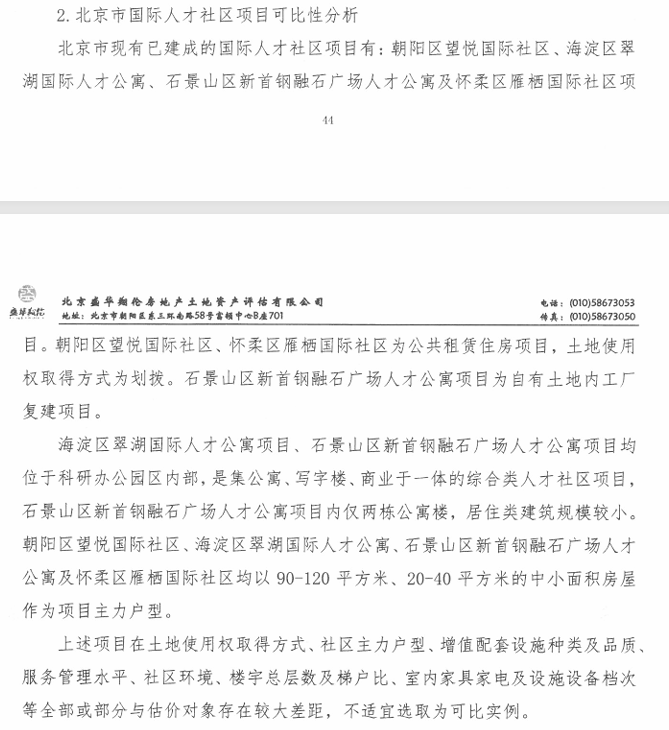 2.北京市国际人才社区项目可比性分析
北京市现有已建成的国际人才社区项目有：朝阳区望悦国际社区、海淀区翠
湖国际人才公寓、石景山区新首钢融石广场人才公寓及怀柔区雁栖国际社区项
44
北京盛华翔伦房地产土地资产评估有限公司
地址：北京市朝阳区东三环南路58号富顿中心B座701
电话：(010)58673053
传真：(010)58673050
目。朝阳区望悦国际社区、怀柔区雁栖国际社区为公共租赁住房项目，土地使用
权取得方式为划拨。石景山区新首钢融石广场人才公寓项目为自有土地内工厂
复建项目。
海淀区翠湖国际人才公寓项目、石景山区新首钢融石广场人才公寓项目均
位于科研办公园区内部，是集公寓、写字楼、商业于一体的综合类人才社区项目，
石景山区新首钢融石广场人才公寓项目内仅两栋公寓楼，居住类建筑规模较小。
朝阳区望悦国际社区、海淀区翠湖国际人才公寓、石景山区新首钢融石广场人才
公寓及怀柔区雁栖国际社区均以 90-120 平方米、20-40 平方米的中小面积房屋
作为项目主力户型。
上述项目在土地使用权取得方式、社区主力户型、增值配套设施种类及品质、
服务管理水平、社区环境、楼宇总层数及梯户比、室内家具家电及设施设备档次
等全部或部分与估价对象存在较大差距，不适宜选取为可比实例。